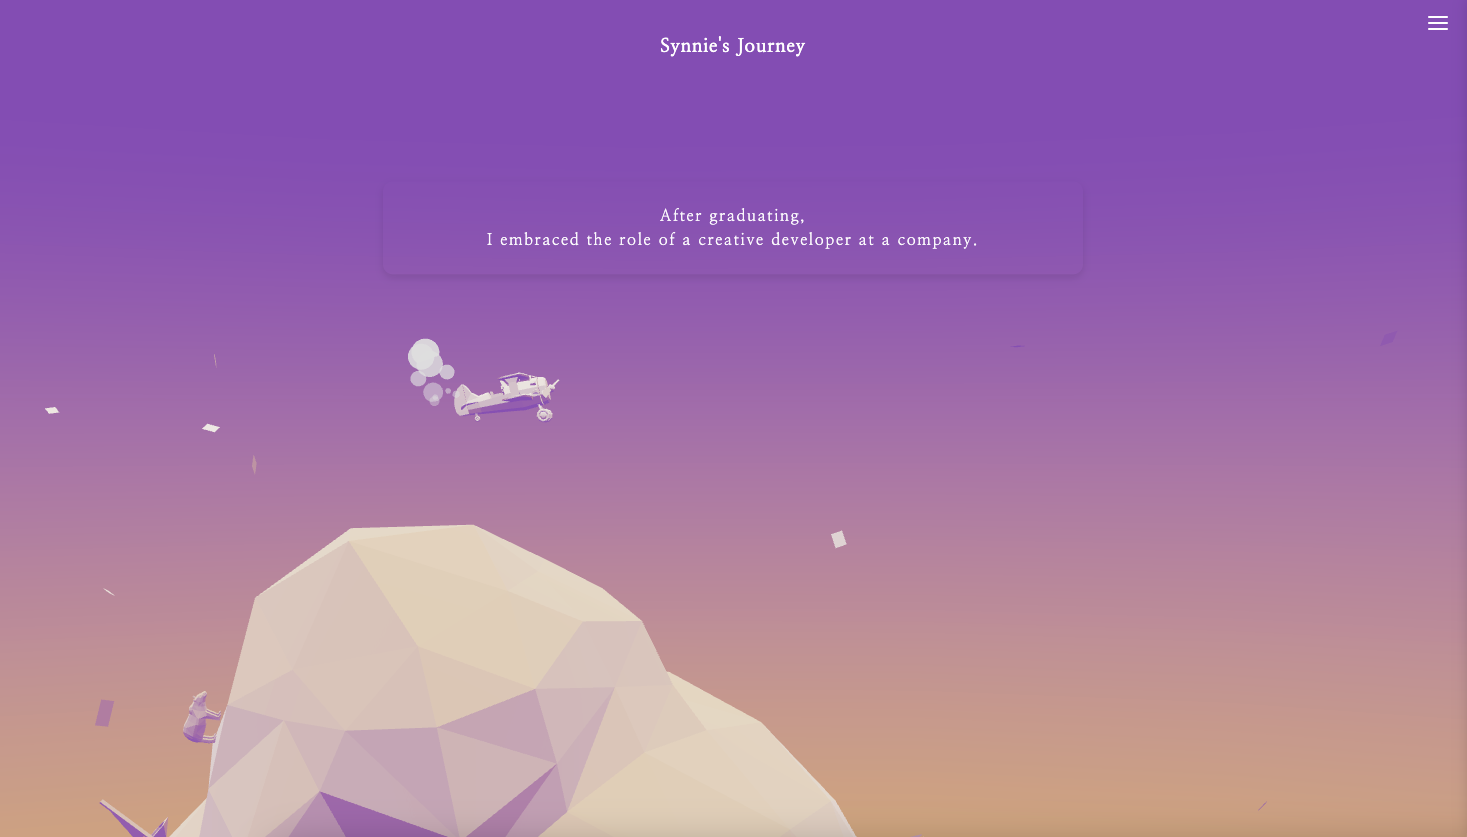 Synnie's Journey
After graduating,
I embraced the role of a creative developer at a company.